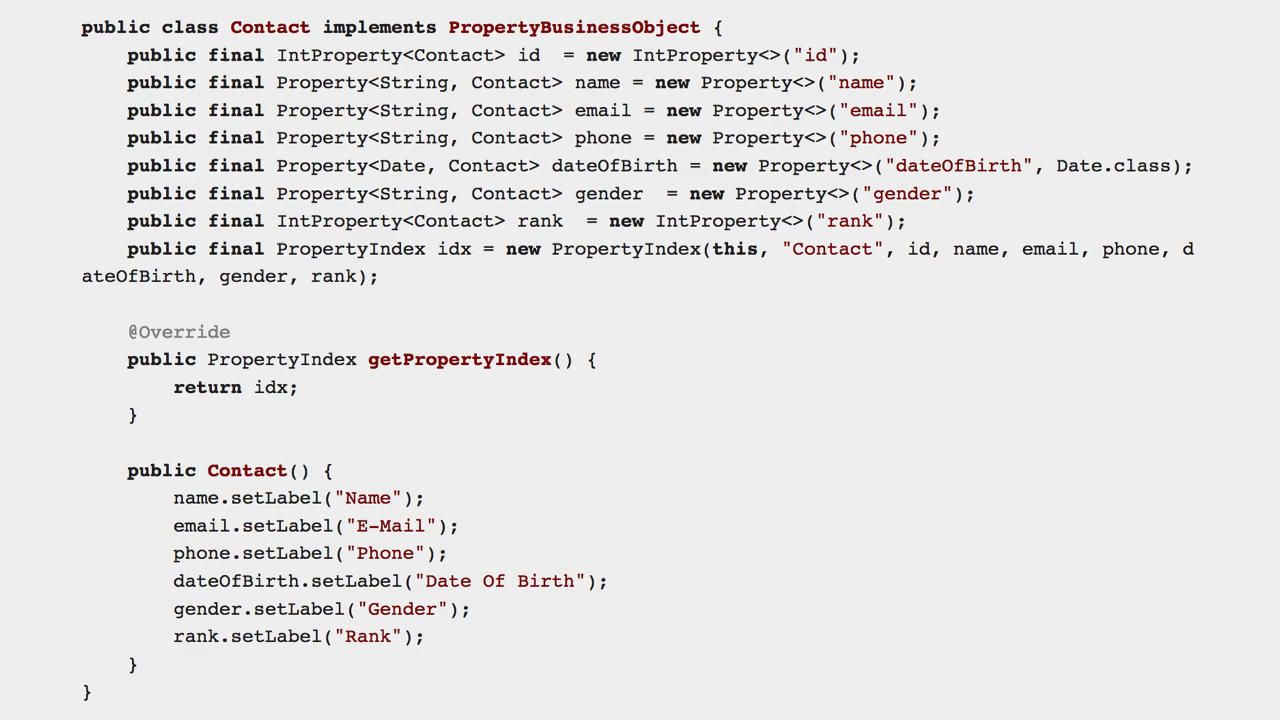 public class Contact implements PropertyBusinessObject {
    public final IntProperty<Contact> id  = new IntProperty<>("id");
    public final Property<String, Contact> name = new Property<>("name");
    public final Property<String, Contact> email = new Property<>("email");
    public final Property<String, Contact> phone = new Property<>("phone");
    public final Property<Date, Contact> dateOfBirth = new Property<>("dateOfBirth", Date.class);
    public final Property<String, Contact> gender  = new Property<>("gender");
    public final IntProperty<Contact> rank  = new IntProperty<>("rank");
    public final PropertyIndex idx = new PropertyIndex(this, "Contact", id, name, email, phone, d
ateOfBirth, gender, rank);

    @Override
    public PropertyIndex getPropertyIndex() {
        return idx;
    }

    public Contact() {
        name.setLabel("Name");
        email.setLabel("E-Mail");
        phone.setLabel("Phone");
        dateOfBirth.setLabel("Date Of Birth");
        gender.setLabel("Gender");
        rank.setLabel("Rank");
    }
}